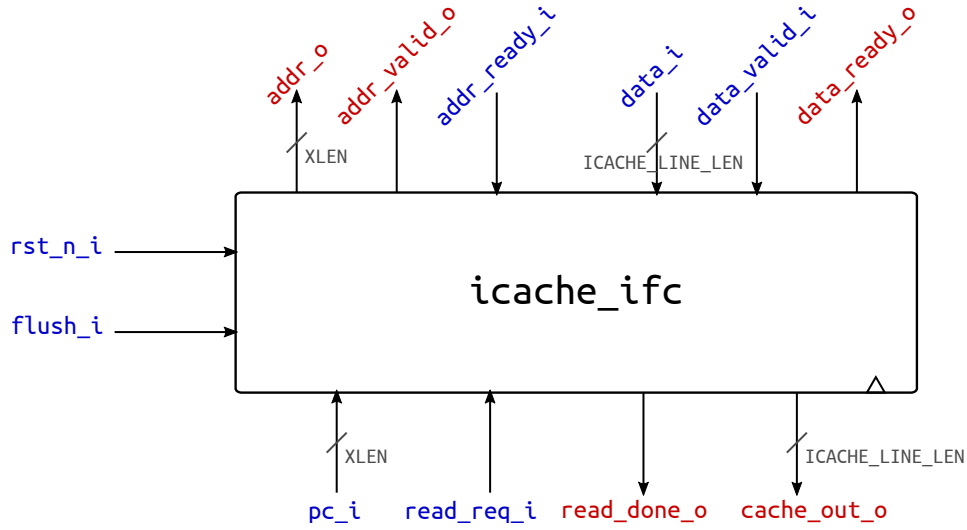 addr_o
addr_valid_o
addr_ready_i
data_i
data_valid_i
data_ready_o
XLEN
ICACHE_LINE_LEN
rst_n_i
icache_ifc
flush_i
XLEN
ICACHE_LINE_LEN
pc_i
read_req_i
read_done_o
cache_out_o